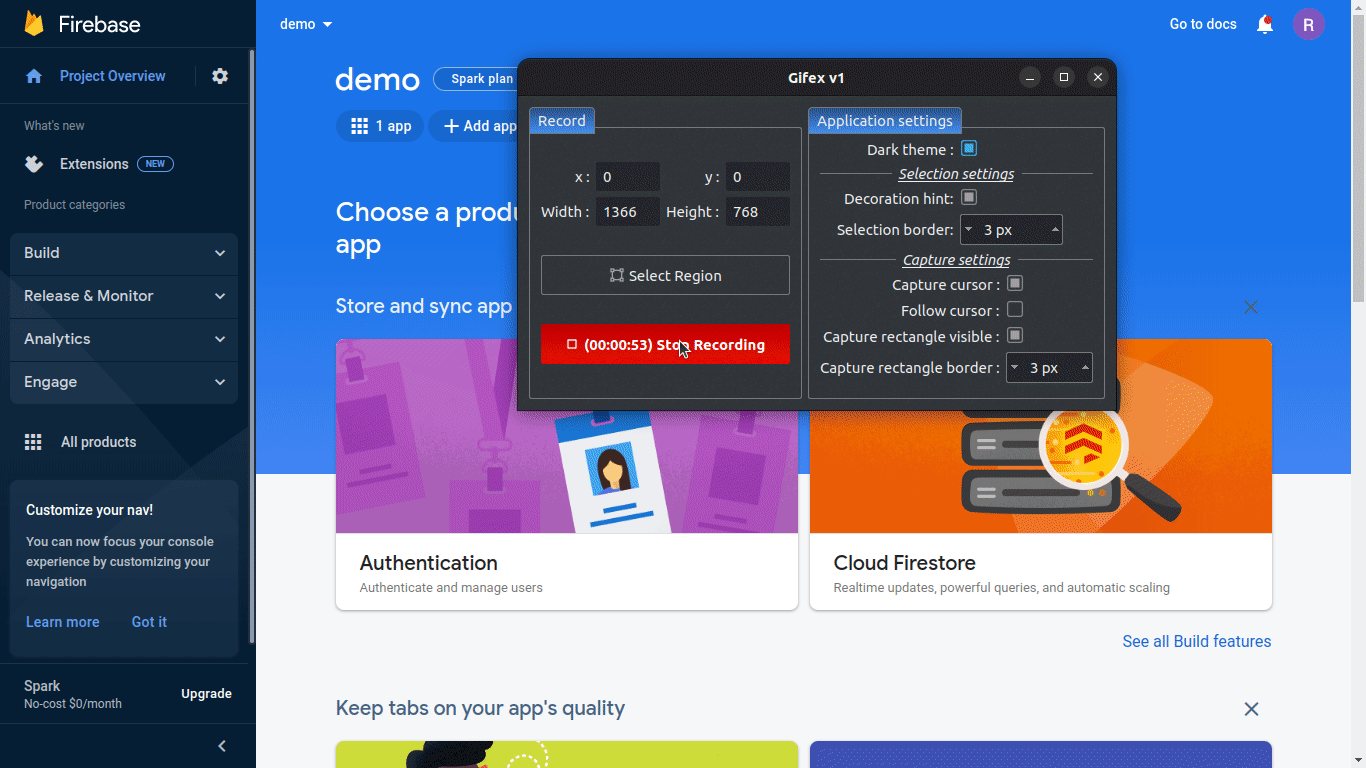 Firebase
Project Overview
What's new
Extensions NEW
Product categories
Build
Release & Monitor
Analytics
Engage
All products
Customize your nav!
You can now focus your console
experience by customizing your
navigation
Learn more Got it
Spark
No-cost $0/month
Upgrade
demo
Go to docs
R
demo
Spark plan
1 app
Add app
Choose a
app
Store and sync app
Gifex v1
Record
x : 0 y : 0
Width : 1366 Height : 768
Select Region
(00:00:53) Stop Recording
Application settings
Dark theme :
Selection settings
Decoration hint:
Selection border: 3 px
Capture settings
Capture cursor :
Follow cursor :
Capture rectangle visible :
Capture rectangle border : 3 px
Authentication
Authenticate and manage users
Cloud Firestore
Realtime updates, powerful queries, and automatic scaling
See all Build features
Keep tabs on your app's quality